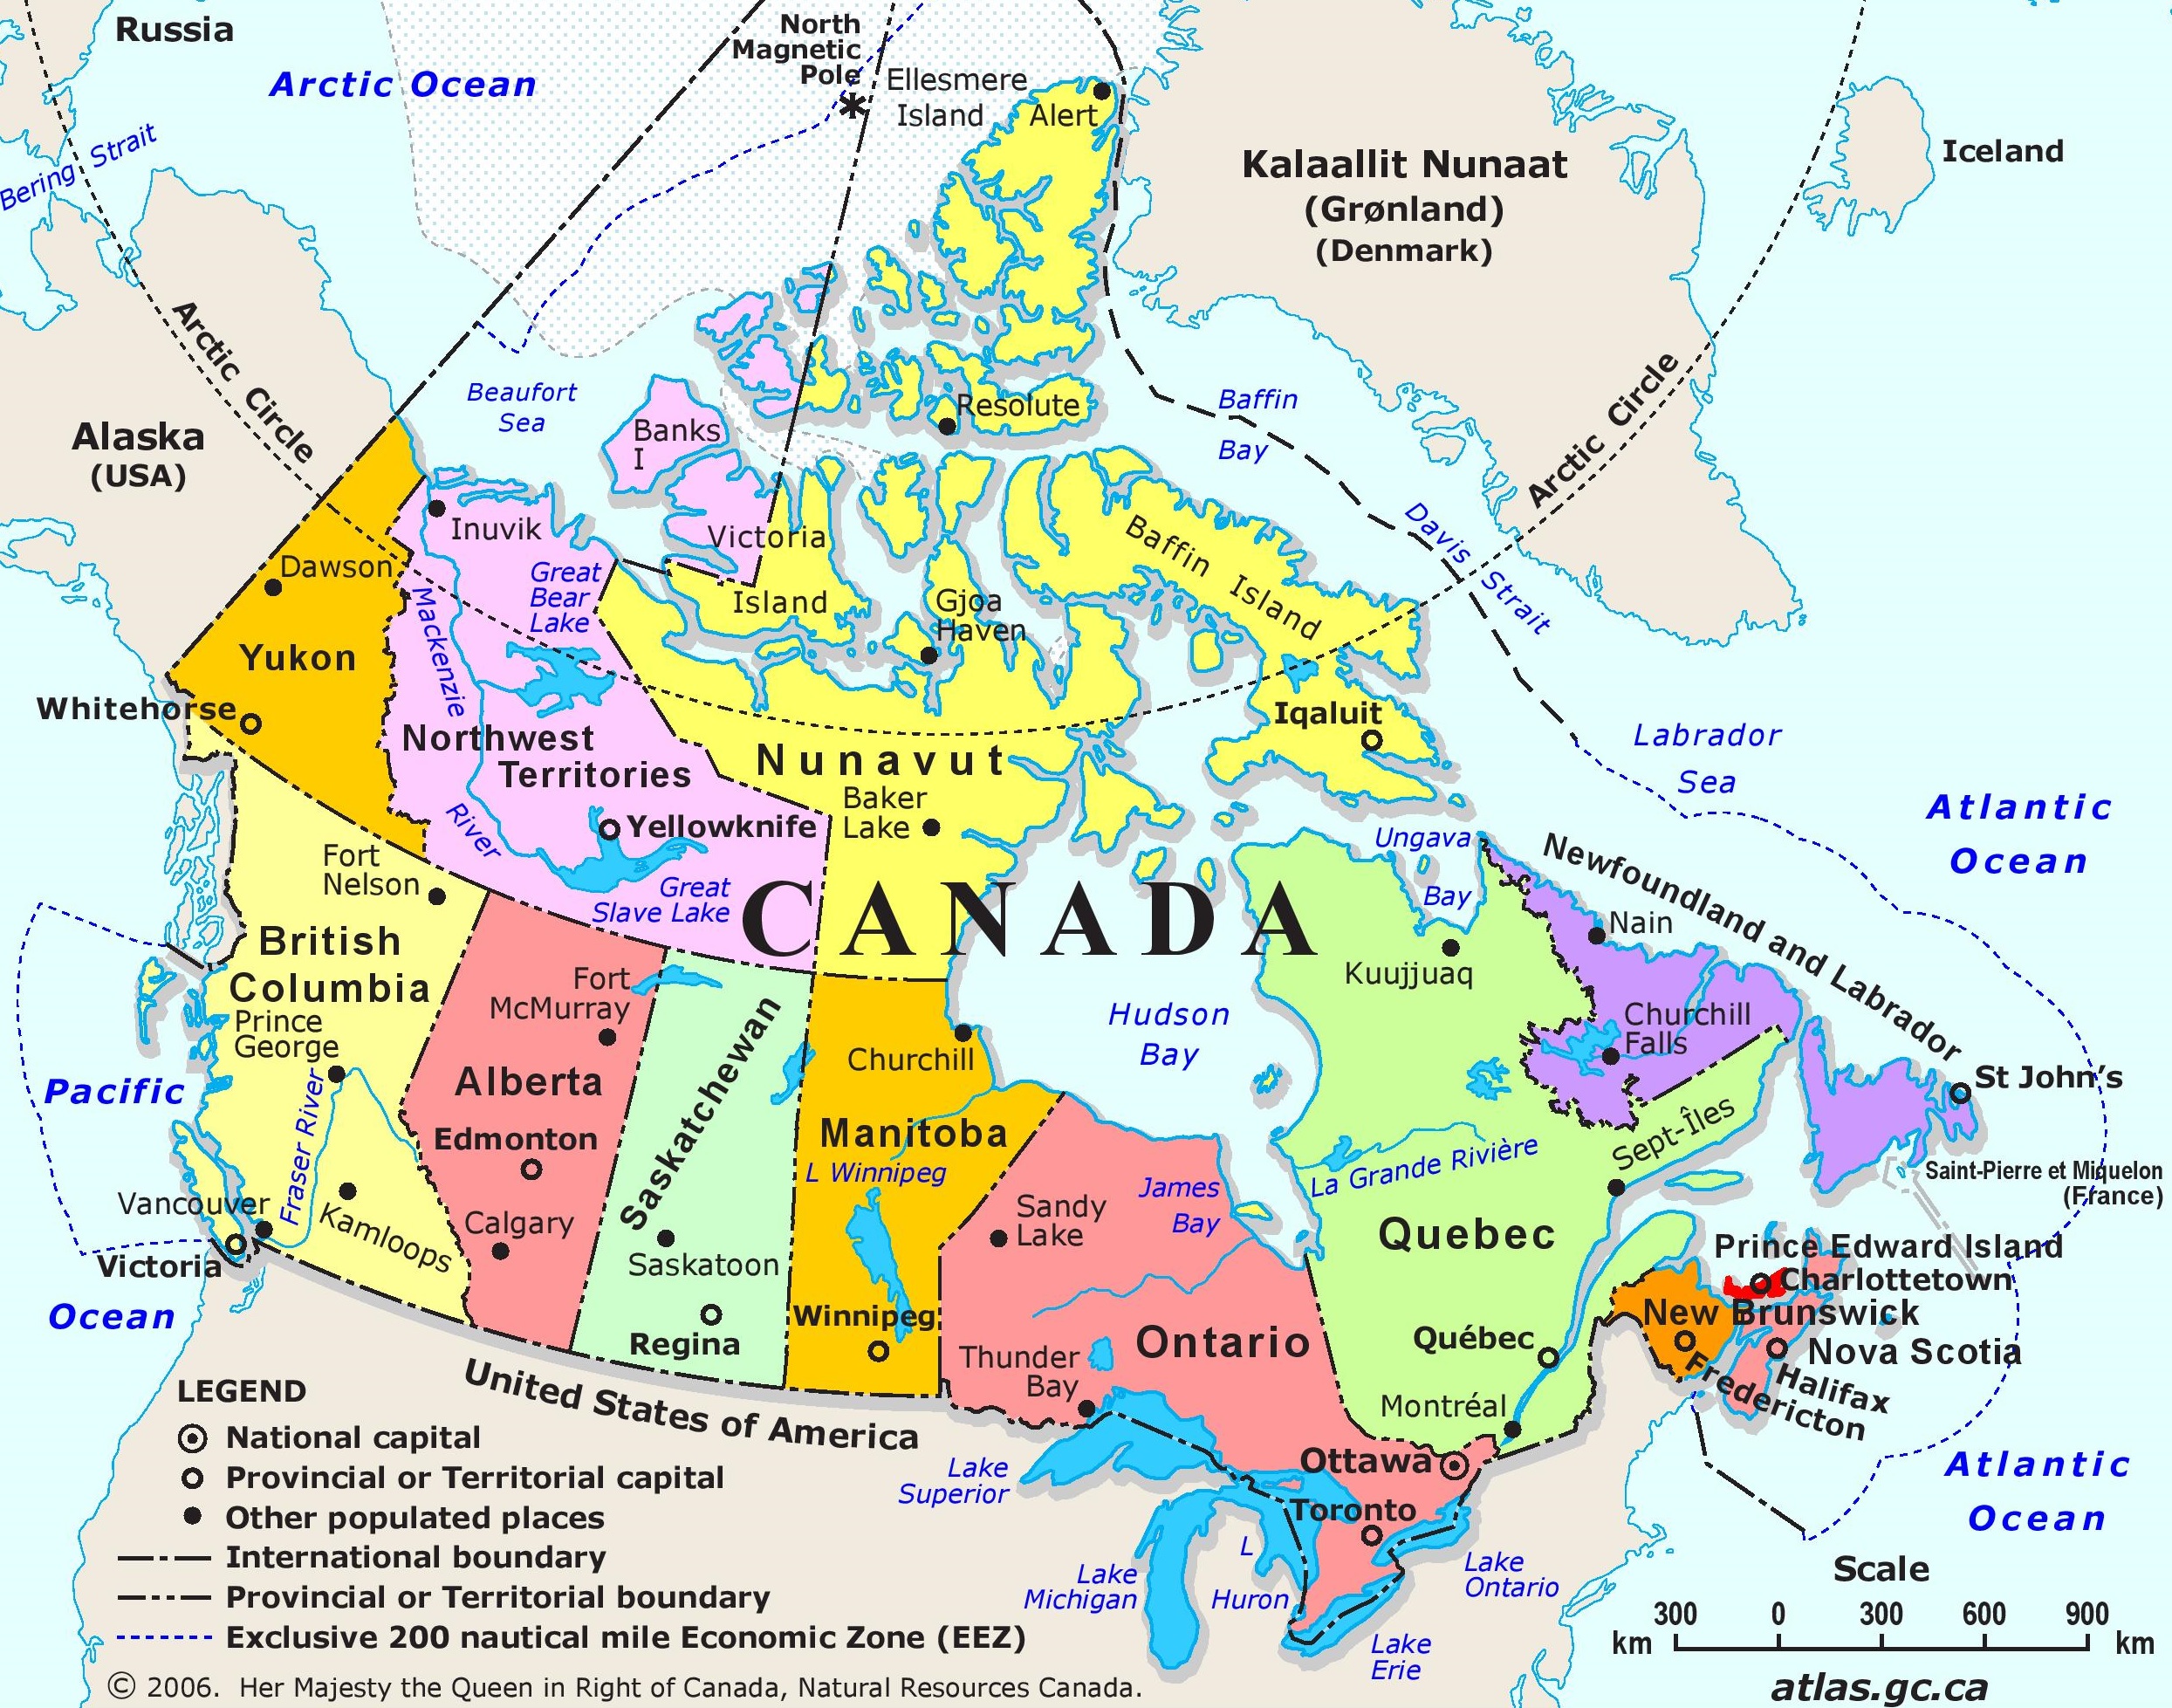 Russia
Arctic Ocean
North
Magnetic
Pole
Ellesmere
Island
Alert
Kalaallit Nunaat
(Grønland)
(Denmark)
Iceland
Bering Strait
Arctic Circle
Beaufort
Sea
Alaska
(USA)
Banks
I
Resolute
Baffin
Bay
Arctic Circle
Davis Strait
Inuvik
Victoria
Island
Baffin Island
Dawson
Great
Bear
Lake
Gjoa
Haven
Mackenzie
River
Yukon
Whitehorse
Northwest
Territories
Nunavut
Iqaluit
Labrador
Sea
Baker
Lake
Yellowknife
Atlantic
Ocean
Fort
Nelson
Great
Slave Lake
CANADA
Ungava
Bay
Newfoundland and Labrador
Nain
British
Columbia
Fort
McMurray
Kuujjuaq
Prince
George
Saskatchewan
Churchill
Hudson
Bay
Churchill
Falls
Pacific
Ocean
Alberta
St John's
Edmonton
Manitoba
L Winnipeg
Fraser River
La Grande Rivière
Sept-Îles
Saint-Pierre et Miquelon
(France)
Vancouver
Kamloops
Calgary
James
Bay
Sandy
Lake
Quebec
Victoria
Saskatoon
Prince Edward Island
Charlottetown
Winnipeg
Regina
Ontario
New Brunswick
Québec
Nova Scotia
Thunder
Bay
Halifax
Fredericton
Montréal
United States of America
Ottawa
Lake
Superior
Toronto
Atlantic
Ocean
L
Huron
Lake
Michigan
Lake
Ontario
Lake
Erie
LEGEND
National capital
Provincial or Territorial capital
Other populated places
International boundary
Provincial or Territorial boundary
Exclusive 200 nautical mile Economic Zone (EEZ)
Scale
300 0 300 600 900
km km
© 2006. Her Majesty the Queen in Right of Canada, Natural Resources Canada.
atlas.gc.ca